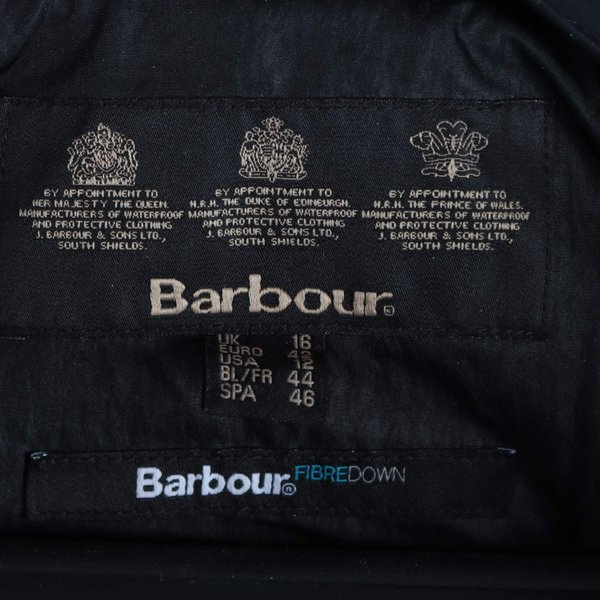 BY APPOINTMENT TO
HER MAJESTY THE QUEEN.
MANUFACTURERS OF WATERPROOF
AND PROTECTIVE CLOTHING
J. BARBOUR & SONS LTD.,
SOUTH SHIELDS.
BY APPOINTMENT TO
H.R.H. THE DUKE OF EDINBURGH.
MANUFACTURERS OF WATERPROOF
AND PROTECTIVE CLOTHING
J. BARBOUR & SONS LTD.,
SOUTH SHIELDS.
BY APPOINTMENT TO
H.R.H. THE PRINCE OF WALES.
MANUFACTURERS OF WATERPROOF
AND PROTECTIVE CLOTHING
J. BARBOUR & SONS LTD.,
SOUTH SHIELDS.
Barbour®
UK 16
EURO 42
USA 12
BL/FR 44
SPA 46
Barbour® FIBREDOWN